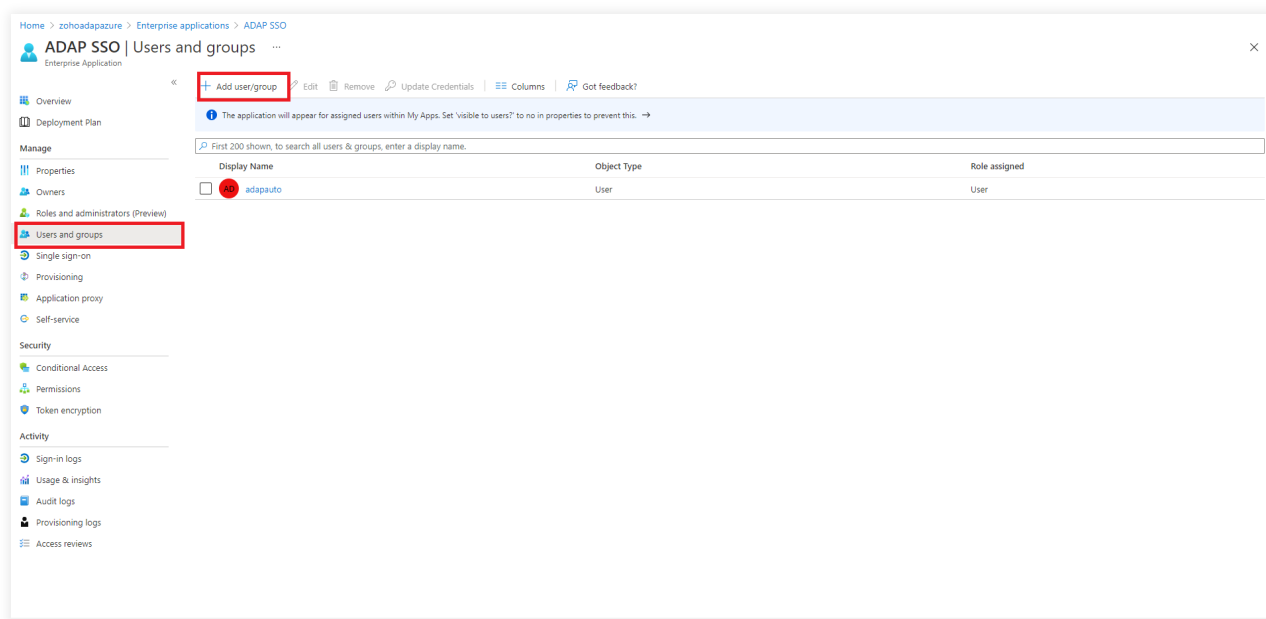 Home > zohoadapazure > Enterprise applications > ADAP SSO
ADAP SSO | Users and groups ...
Enterprise Application
«
Overview
Deployment Plan
Manage
Properties
Owners
Roles and administrators (Preview)
Users and groups
Single sign-on
Provisioning
Application proxy
Self-service
Security
Conditional Access
Permissions
Token encryption
Activity
Sign-in logs
Usage & insights
Audit logs
Provisioning logs
Access reviews
+ Add user/group Edit Remove Update Credentials Columns Got feedback?
The application will appear for assigned users within My Apps. Set 'visible to users?' to no in properties to prevent this. →
First 200 shown, to search all users & groups, enter a display name.
Display Name Object Type Role assigned
AD adapauto User User